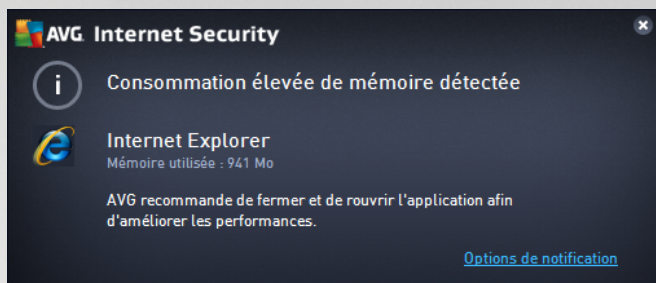 AVG Internet Security
Consommation élevée de mémoire détectée
Internet Explorer
Mémoire utilisée : 941 Mo
AVG recommande de fermer et de rouvrir l'application afin
d'améliorer les performances.
Options de notification